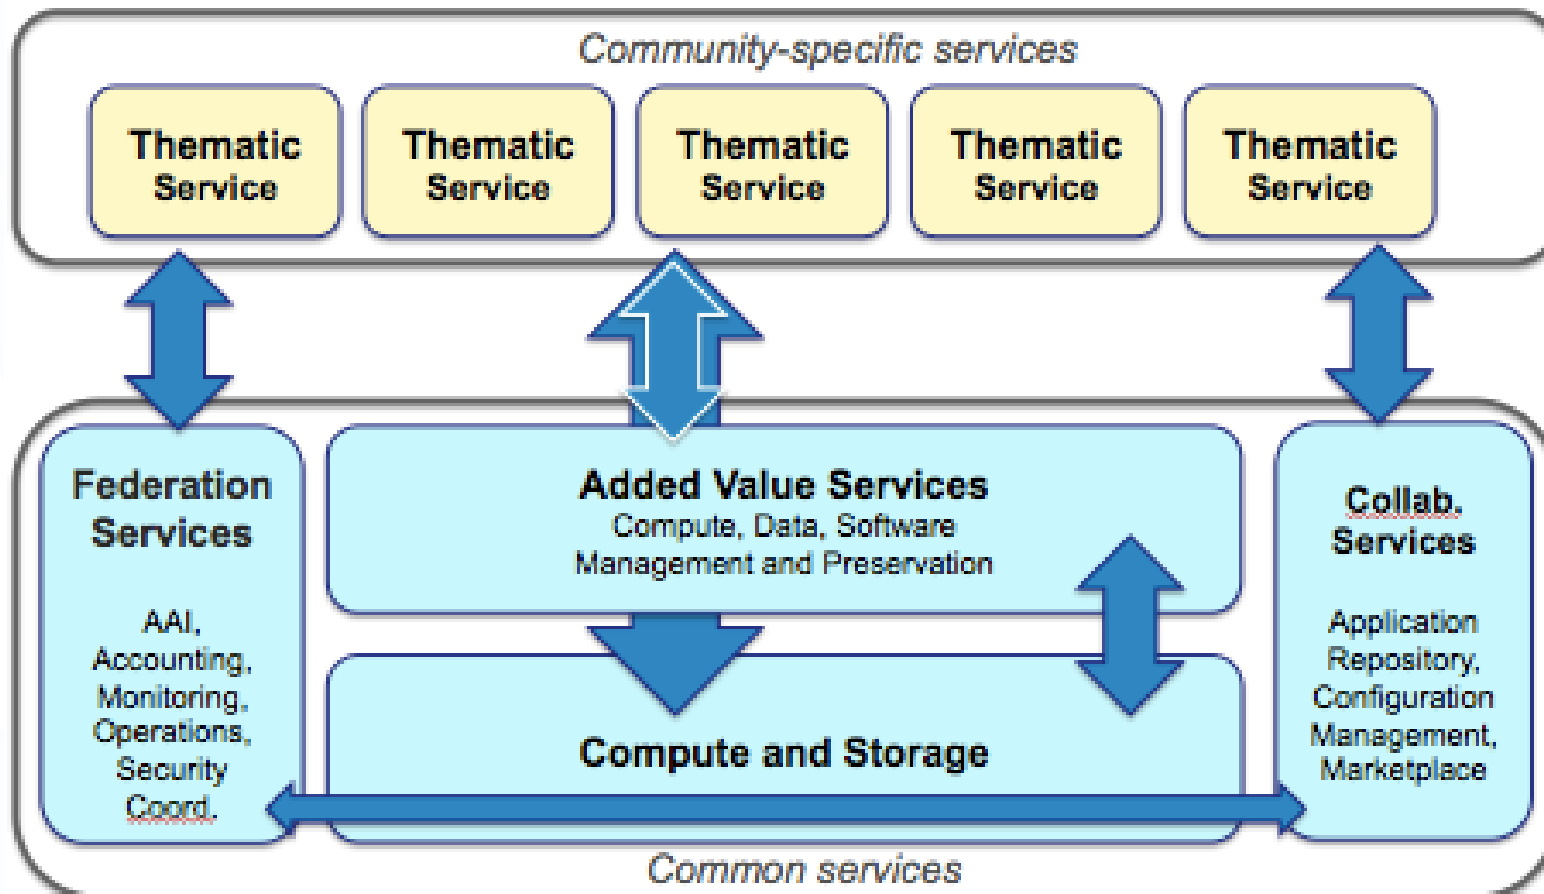 Community-specific services
Thematic
Service
Thematic
Service
Thematic
Service
Thematic
Service
Thematic
Service
Federation
Services
AAI,
Accounting,
Monitoring,
Operations,
Security
Coord.
Added Value Services
Compute, Data, Software
Management and Preservation
Compute and Storage
Collab.
Services
Application
Repository,
Configuration
Management,
Marketplace
Common services